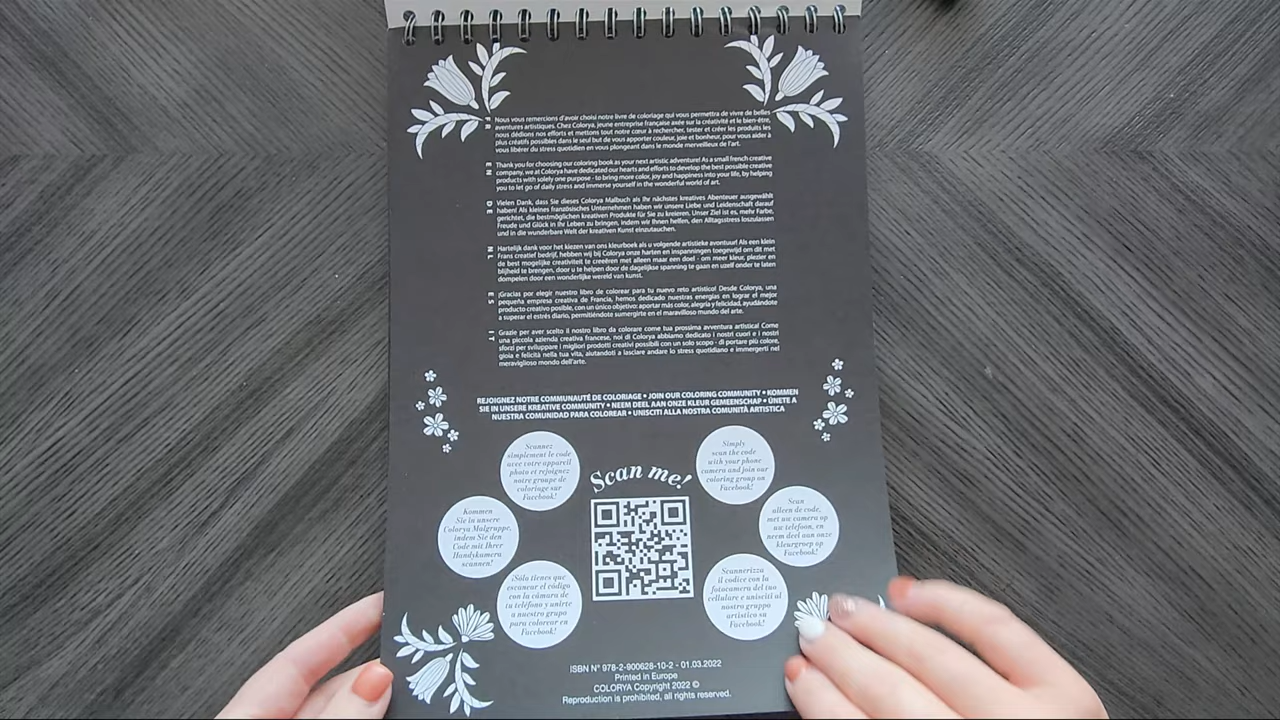 FR
Nous vous remercions d'avoir choisi notre livre de coloriage qui vous permettra de vivre de belles
aventures artistiques. Chez Colorya, jeune entreprise française axée sur la créativité et le bien-être,
nous dédions nos efforts et mettons tout notre cœur à rechercher, tester et créer les produits les
plus créatifs possibles dans le seul but de vous apporter couleur, joie et bonheur, pour vous aider à
vous libérer du stress quotidien en vous plongeant dans le monde merveilleux de l'art.
EN
Thank you for choosing our coloring book as your next artistic adventure! As a small french creative
company, we at Colorya have dedicated our hearts and efforts to develop the best possible creative
products with solely one purpose - to bring more color, joy and happiness into your life, by helping
you to let go of daily stress and immerse yourself in the wonderful world of art.
DE
Vielen Dank, dass Sie dieses Colorya Malbuch als Ihr nächstes kreatives Abenteuer ausgewählt
haben! Als kleines französisches Unternehmen haben wir unsere Liebe und Leidenschaft darauf
gerichtet, die bestmöglichen kreativen Produkte für Sie zu kreieren. Unser Ziel ist es, mehr Farbe,
Freude und Glück in Ihr Leben zu bringen, indem wir Ihnen helfen, den Alltagsstress loszulassen
und in die wunderbare Welt der kreativen Kunst einzutauchen.
NL
Hartelijk dank voor het kiezen van ons kleurboek als u volgende artistieke avontuur! Als een klein
Frans creatief bedrijf, hebben wij bij Colorya onze harten en inspanningen toegewijd om dit met
de best mogelijke creativiteit te creeëren met alleen maar een doel - om meer kleur, plezier en
blijheid te brengen, door u te helpen door de dagelijkse spanning te gaan en uzelf onder te laten
dompelen door een wonderlijke wereld van kunst.
ES
¡Gracias por elegir nuestro libro de colorear para tu nuevo reto artístico! Desde Colorya, una
pequeña empresa creativa de Francia, hemos dedicado nuestras energías en lograr el mejor
producto creativo posible, con un único objetivo: aportar más color, alegría y felicidad, ayudándote
a superar el estrés diario, permitiéndote sumergirte en el maravilloso mundo del arte.
IT
Grazie per aver scelto il nostro libro da colorare come tua prossima avventura artistica! Come
una piccola azienda creativa francese, noi di Colorya abbiamo dedicato i nostri cuori e i nostri
sforzi per sviluppare i migliori prodotti creativi possibili con un solo scopo - di portare più colore,
gioia e felicità nella tua vita, aiutandoti a lasciare andare lo stress quotidiano e immergerti nel
meraviglioso mondo dell'arte.
REJOIGNEZ NOTRE COMMUNAUTÉ DE COLORIAGE • JOIN OUR COLORING COMMUNITY • KOMMEN
SIE IN UNSERE KREATIVE COMMUNITY • NEEM DEEL AAN ONZE KLEUR GEMEENSCHAP • ÚNETE A
NUESTRA COMUNIDAD PARA COLOREAR • UNISCITI ALLA NOSTRA COMUNITÀ ARTISTICA
Scannez
simplement le code
avec votre appareil
photo et rejoignez
notre groupe de
coloriage sur
Facebook!
Scan me!
Simply
scan the code
with your phone
camera and join our
coloring group on
Facebook!
Kommen
Sie in unsere
Colorya Malgruppe,
indem Sie den
Code mit Ihrer
Handykamera
scannen!
Scan
alleen de code,
met uw camera op
uw telefoon, en
neem deel aan onze
kleurgroep op
Facebook!
¡Sólo tienes que
escanear el código
con la cámara de
tu teléfono y unirte
a nuestro grupo
para colorear en
Facebook!
Scannerizza
il codice con la
fotocamera del tuo
cellulare e unisciti al
nostro gruppo
artistico su
Facebook!
ISBN N° 978-2-900628-10-2 - 01.03.2022
Printed in Europe
COLORYA Copyright 2022 ©
Reproduction is prohibited, all rights reserved.